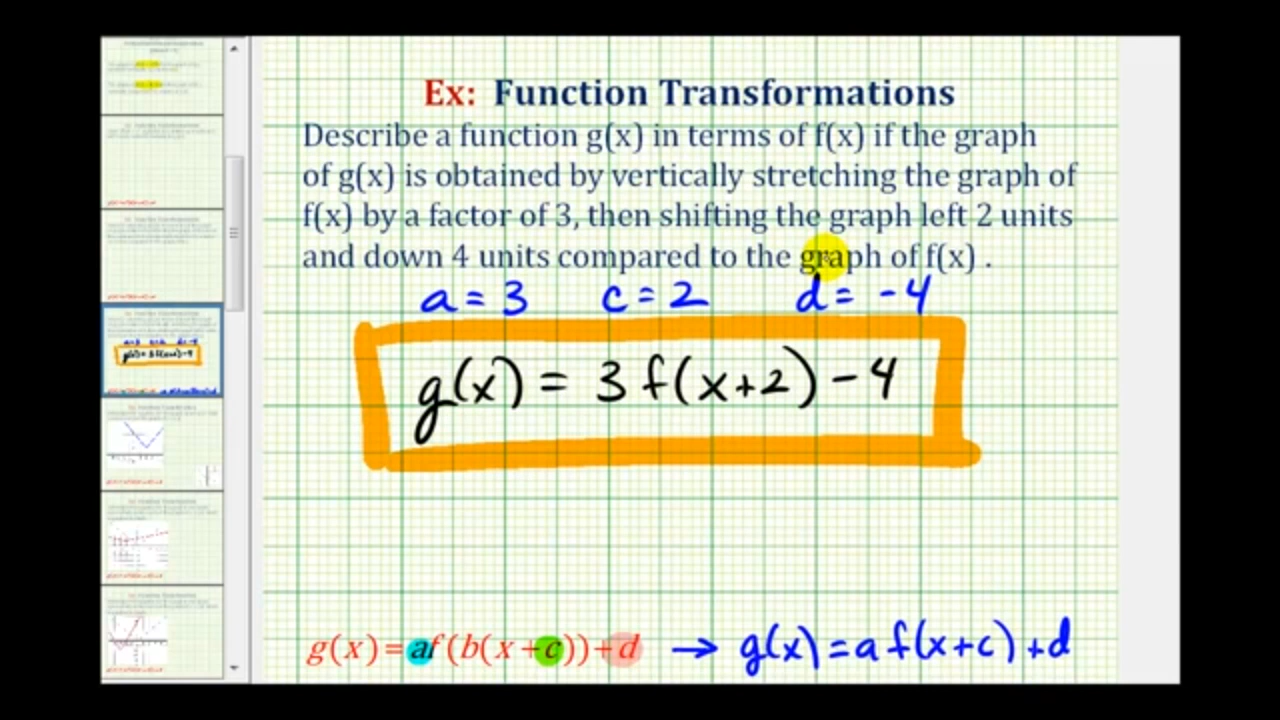 Ex: Function Transformations
Describe a function g(x) in terms of f(x) if the graph
of g(x) is obtained by vertically stretching the graph of
f(x) by a factor of 3, then shifting the graph left 2 units
and down 4 units compared to the graph of f(x) .
a = 3 c = 2 d = -4
g(x) = 3 f(x+2) - 4
g(x) = af(b(x+c))+d → g(x) = a f(x+c) + d